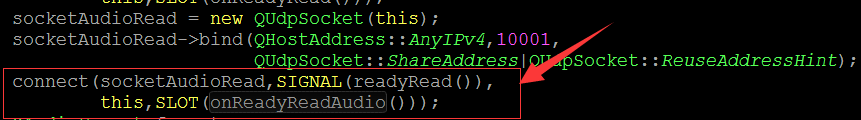 this,SLOT(onReadyRead()));
socketAudioRead = new QUdpSocket(this);
socketAudioRead->bind(QHostAddress::AnyIPv4,10001,
QUdpSocket::ShareAddress|QUdpSocket::ReuseAddressHint);
connect(socketAudioRead,SIGNAL(readyRead()),
this,SLOT(onReadyReadAudio()));